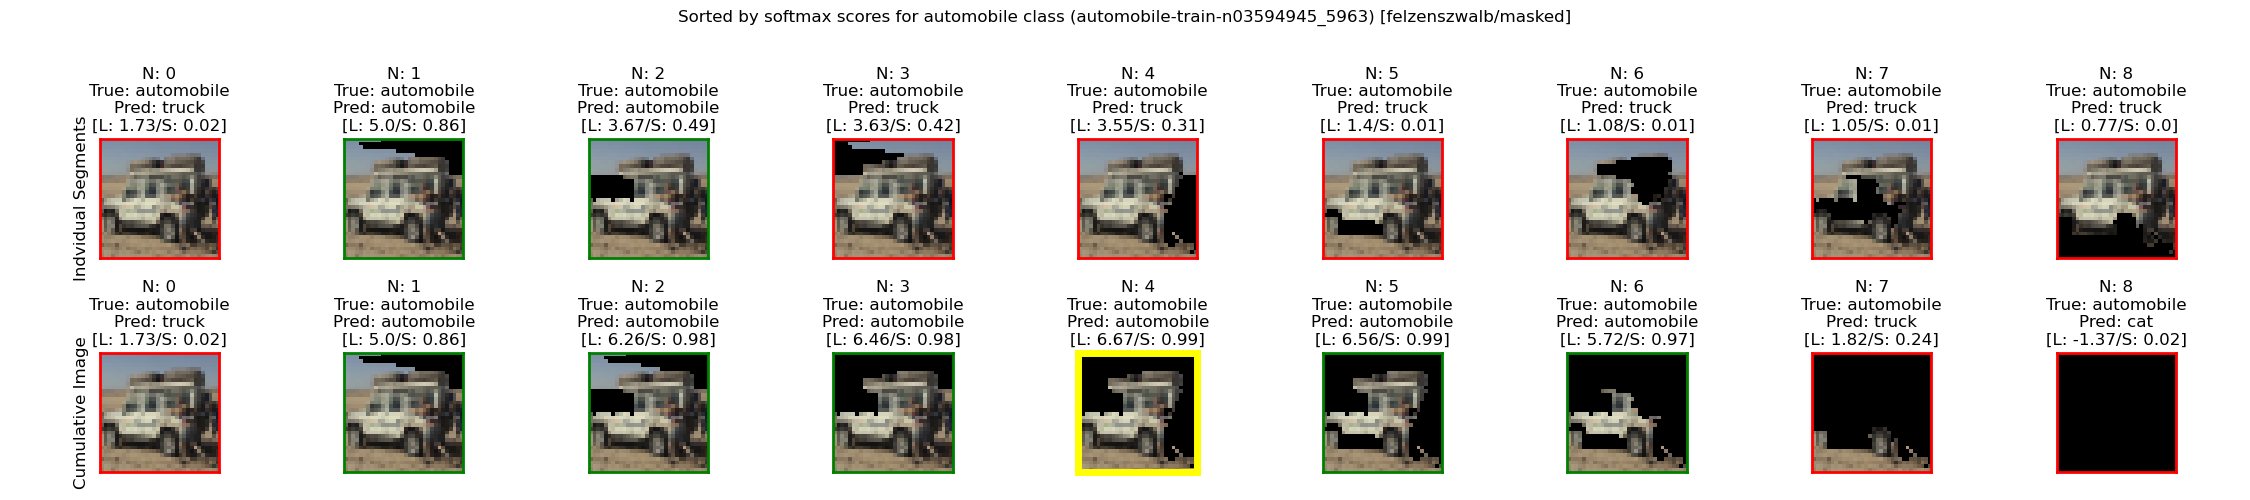 Sorted by softmax scores for automobile class (automobile-train-n03594945_5963) [felzenszwalb/masked]
Indvidual Segments
N: 0
True: automobile
Pred: truck
[L: 1.73/S: 0.02]
N: 1
True: automobile
Pred: automobile
[L: 5.0/S: 0.86]
N: 2
True: automobile
Pred: automobile
[L: 3.67/S: 0.49]
N: 3
True: automobile
Pred: truck
[L: 3.63/S: 0.42]
N: 4
True: automobile
Pred: truck
[L: 3.55/S: 0.31]
N: 5
True: automobile
Pred: truck
[L: 1.4/S: 0.01]
N: 6
True: automobile
Pred: truck
[L: 1.08/S: 0.01]
N: 7
True: automobile
Pred: truck
[L: 1.05/S: 0.01]
N: 8
True: automobile
Pred: truck
[L: 0.77/S: 0.0]
Cumulative Image
N: 0
True: automobile
Pred: truck
[L: 1.73/S: 0.02]
N: 1
True: automobile
Pred: automobile
[L: 5.0/S: 0.86]
N: 2
True: automobile
Pred: automobile
[L: 6.26/S: 0.98]
N: 3
True: automobile
Pred: automobile
[L: 6.46/S: 0.98]
N: 4
True: automobile
Pred: automobile
[L: 6.67/S: 0.99]
N: 5
True: automobile
Pred: automobile
[L: 6.56/S: 0.99]
N: 6
True: automobile
Pred: automobile
[L: 5.72/S: 0.97]
N: 7
True: automobile
Pred: truck
[L: 1.82/S: 0.24]
N: 8
True: automobile
Pred: cat
[L: -1.37/S: 0.02]